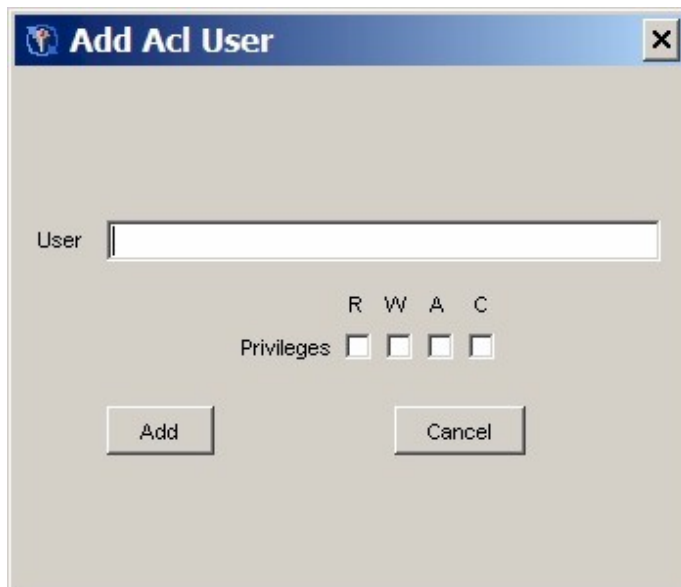 Add Acl User
User
R W A C
Privileges
Add Cancel